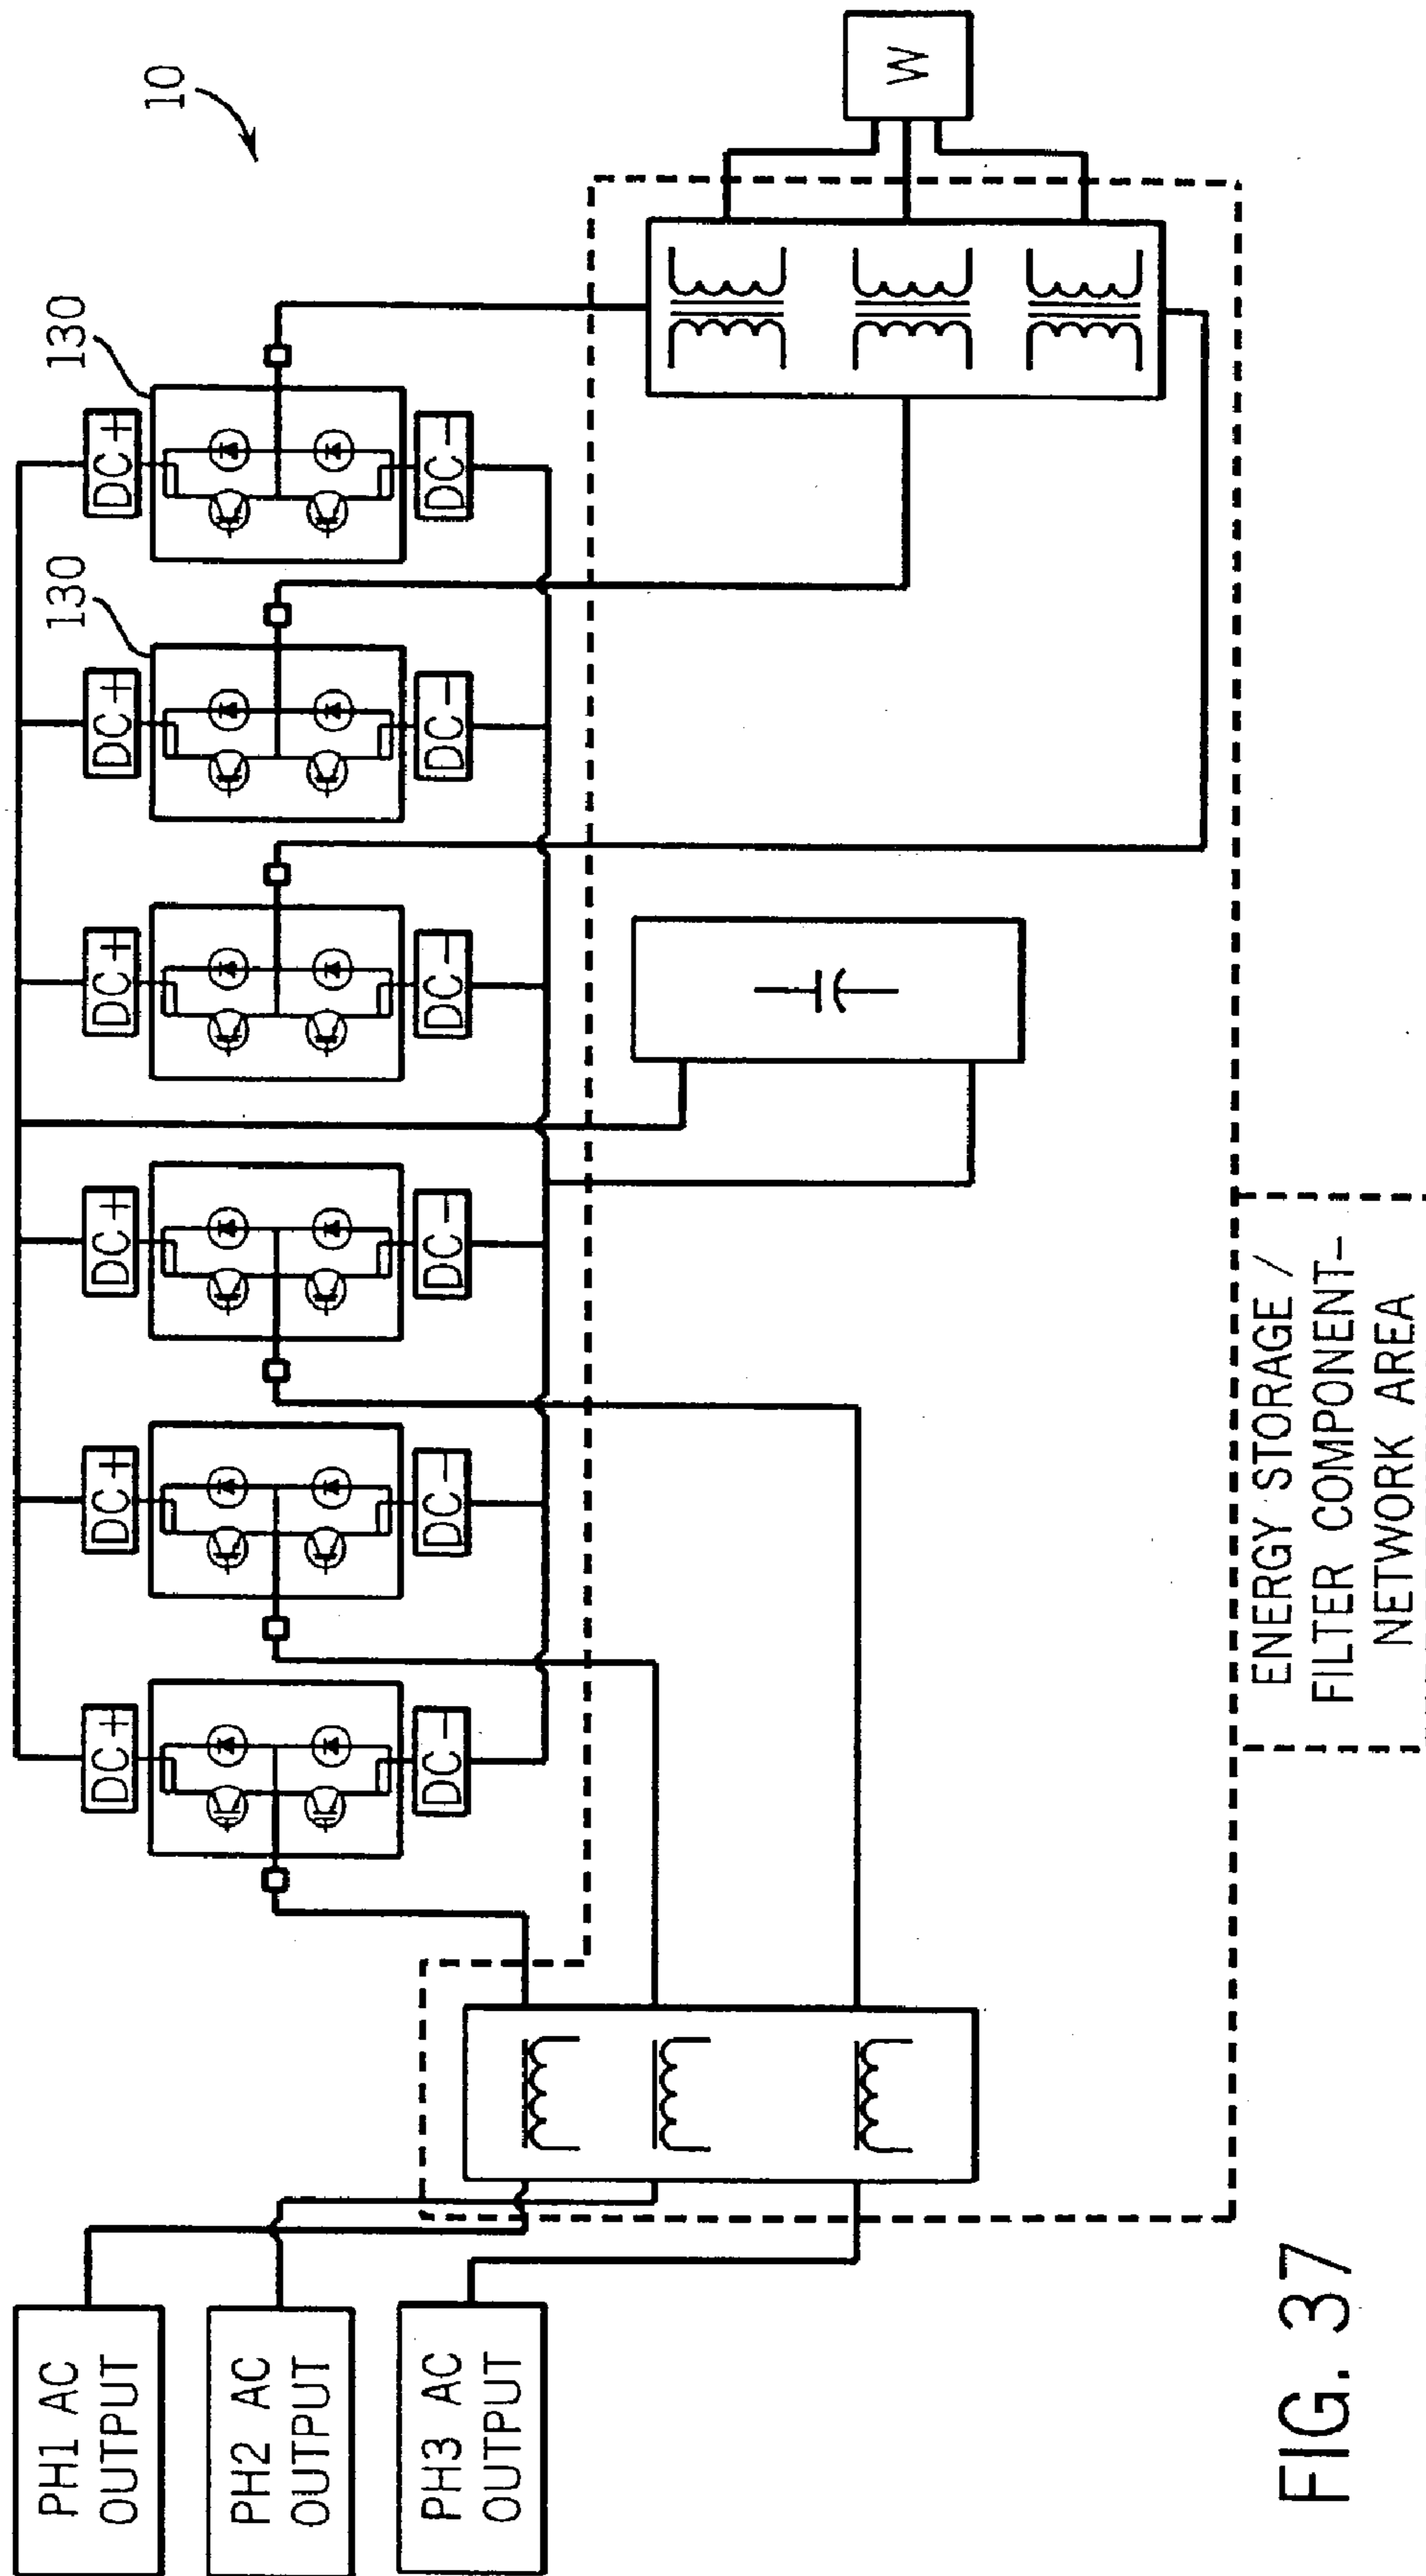 10
130
130
DC+
DC+
DC+
DC+
DC+
DC+
DC-
DC-
DC-
DC-
DC-
DC-
PH1 AC
OUTPUT
PH2 AC
OUTPUT
PH3 AC
OUTPUT
W
ENERGY STORAGE /
FILTER COMPONENT-
NETWORK AREA
FIG. 37